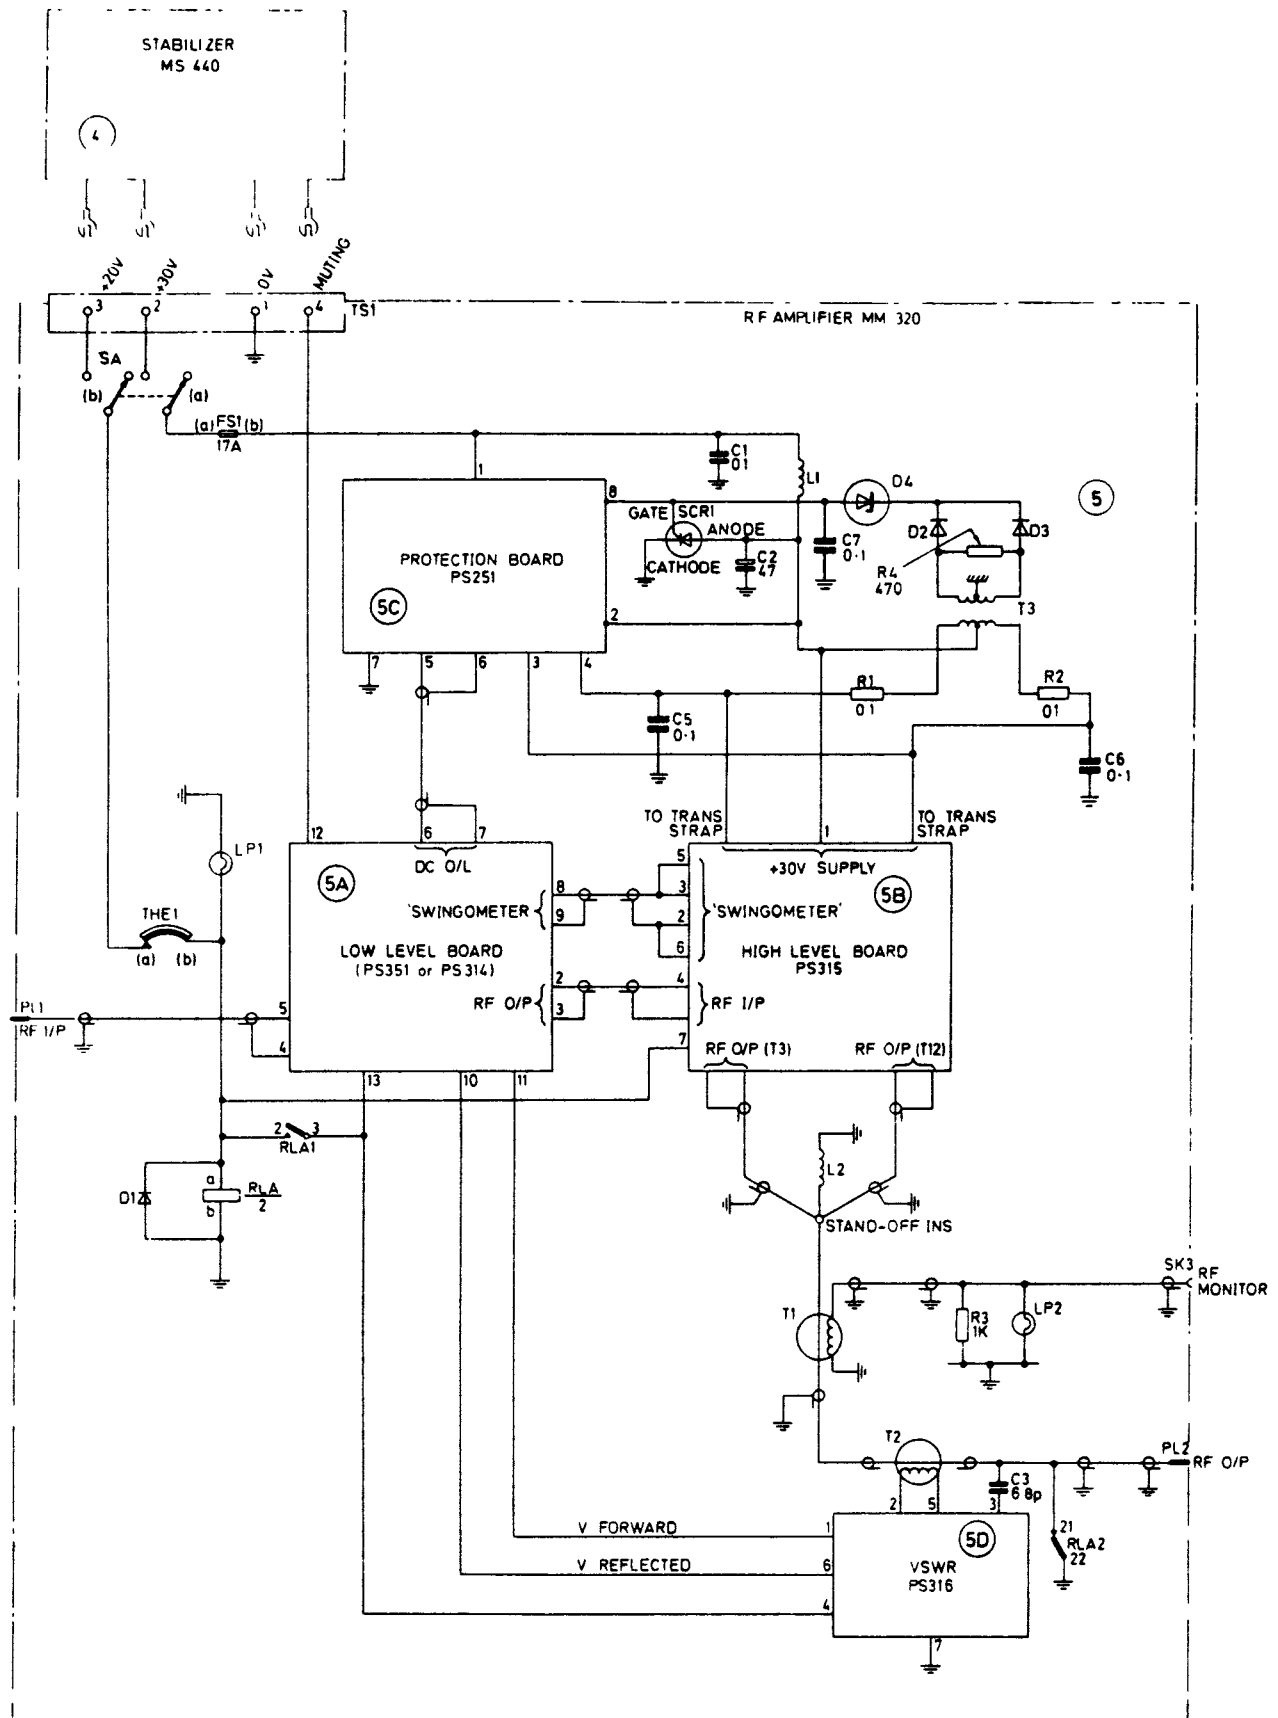 STABILIZER
MS 440
4
+20V
+30V
0V
MUTING
3
2
1
4
TS1
R F AMPLIFIER MM 320
SA
(b)
(a)
(a) FS1 (b)
17A
1
C1
01
L1
8
D4
5
GATE
SCR1
ANODE
CATHODE
C2
47
C7
0·1
D2
D3
R4
470
T3
PROTECTION BOARD
PS251
5C
2
7
5
6
3
4
R1
01
R2
01
C5
0·1
C6
0·1
TO TRANS
STRAP
TO TRANS
STRAP
12
6
7
1
LP1
5A
DC O/L
+30V SUPPLY
5B
8
9
'SWINGOMETER
5
3
2
6
'SWINGOMETER'
THE1
(a)
(b)
LOW LEVEL BOARD
(PS351 or PS314)
HIGH LEVEL BOARD
PS315
RF O/P
2
3
4
RF I/P
PL1
RF I/P
5
4
7
RF O/P (T3)
RF O/P (T12)
13
10
11
2
3
RLA1
D1
a
b
RLA
2
L2
STAND-OFF INS
SK3
RF
MONITOR
T1
R3
1K
LP2
T2
PL2
RF O/P
C3
6 8p
2
5
3
V FORWARD
1
5D
V REFLECTED
6
VSWR
PS316
4
7
21
RLA2
22